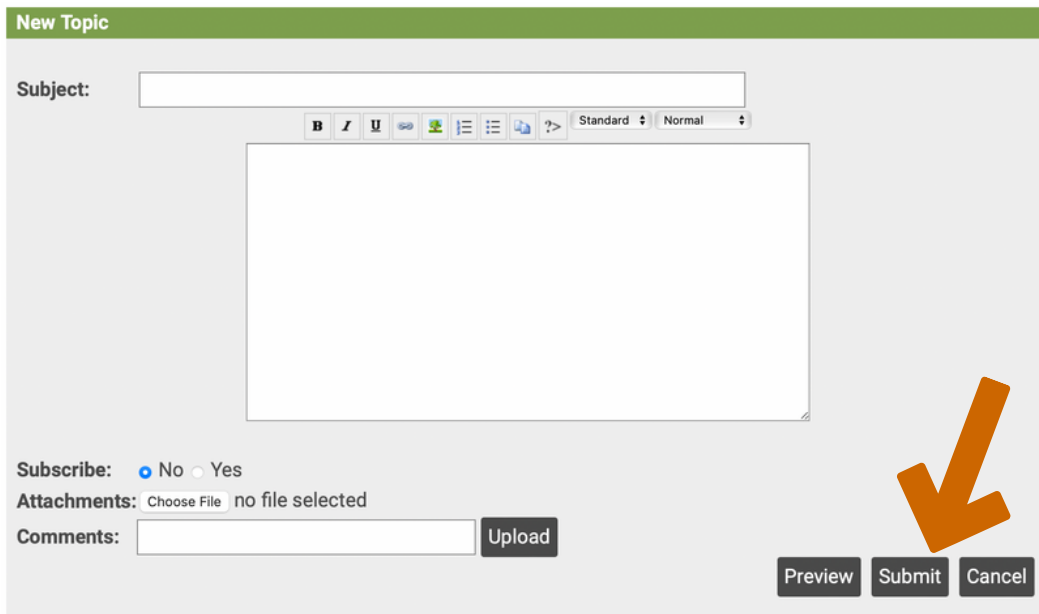 New Topic
Subject:
B I U ?> Standard Normal
Subscribe: No Yes
Attachments: Choose File no file selected
Comments: Upload
Preview Submit Cancel